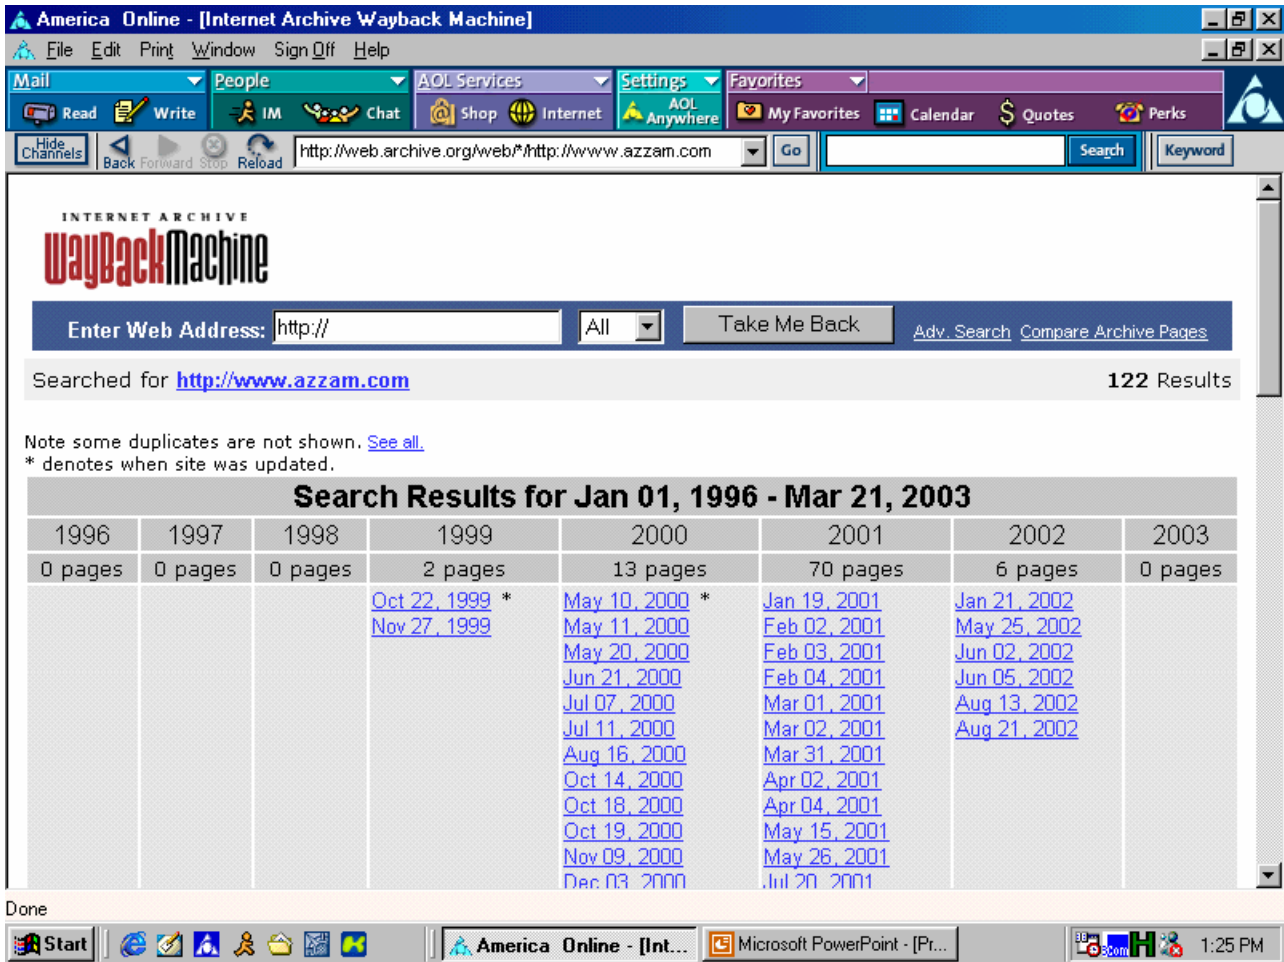 America Online - [Internet Archive Wayback Machine]
File Edit Print Window Sign Off Help
Mail People AOL Services Settings Favorites
Read Write IM Chat Shop Internet AOL Anywhere My Favorites Calendar Quotes Perks
Hide Channels Back Forward Stop Reload http://web.archive.org/web/*/http://www.azzam.com Go Search Keyword
INTERNET ARCHIVE
WayBackMachine
Enter Web Address: http:// All Take Me Back Adv. Search Compare Archive Pages
Searched for http://www.azzam.com 122 Results
Note some duplicates are not shown. See all.
* denotes when site was updated.
Search Results for Jan 01, 1996 - Mar 21, 2003
1996 1997 1998 1999 2000 2001 2002 2003
0 pages 0 pages 0 pages 2 pages 13 pages 70 pages 6 pages 0 pages
Oct 22, 1999 * May 10, 2000 * Jan 19, 2001 Jan 21, 2002
Nov 27, 1999 May 11, 2000 Feb 02, 2001 May 25, 2002
May 20, 2000 Feb 03, 2001 Jun 02, 2002
Jun 21, 2000 Feb 04, 2001 Jun 05, 2002
Jul 07, 2000 Mar 01, 2001 Aug 13, 2002
Jul 11, 2000 Mar 02, 2001 Aug 21, 2002
Aug 16, 2000 Mar 31, 2001
Oct 14, 2000 Apr 02, 2001
Oct 18, 2000 Apr 04, 2001
Oct 19, 2000 May 15, 2001
Nov 09, 2000 May 26, 2001
Dec 03, 2000 Jul 20, 2001
Done
Start America Online - [Int... Microsoft PowerPoint - [Pr... 3Com H 1:25 PM